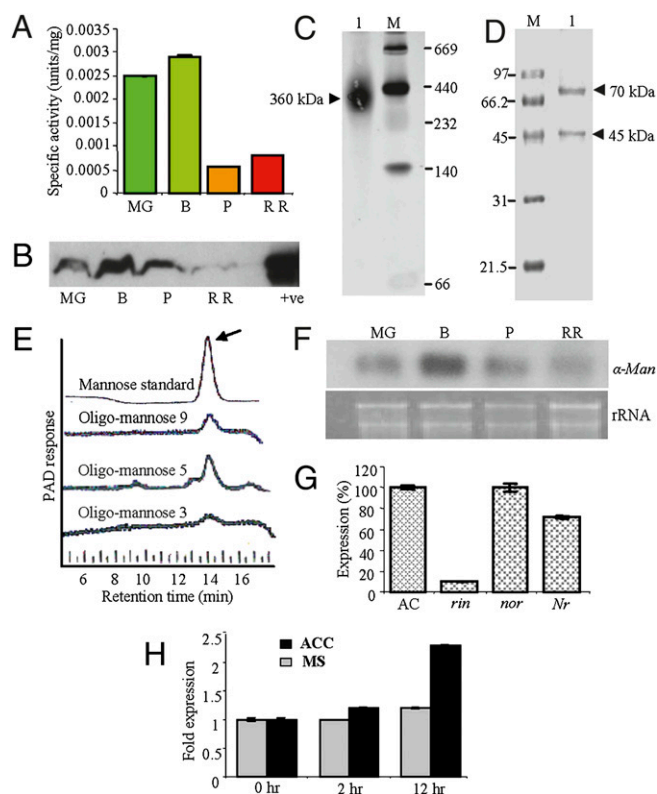 A
Specific activity (units/mg)
0.0035
0.003
0.0025
0.002
0.0015
0.001
0.0005
0
MG B P RR
B
MG B P RR +ve
C
1 M
360 kDa
669
440
232
140
66
D
M 1
97
66.2
45
31
21.5
70 kDa
45 kDa
E
PAD response
Mannose standard
Oligo-mannose 9
Oligo-mannose 5
Oligo-mannose 3
6 8 10 12 14 16
Retention time (min)
F
MG B P RR
α-Man
rRNA
G
Expression (%)
120
100
80
60
40
20
0
AC rin nor Nr
H
Fold expression
2.5
2
1.5
1
0.5
0
ACC
MS
0 hr 2 hr 12 hr